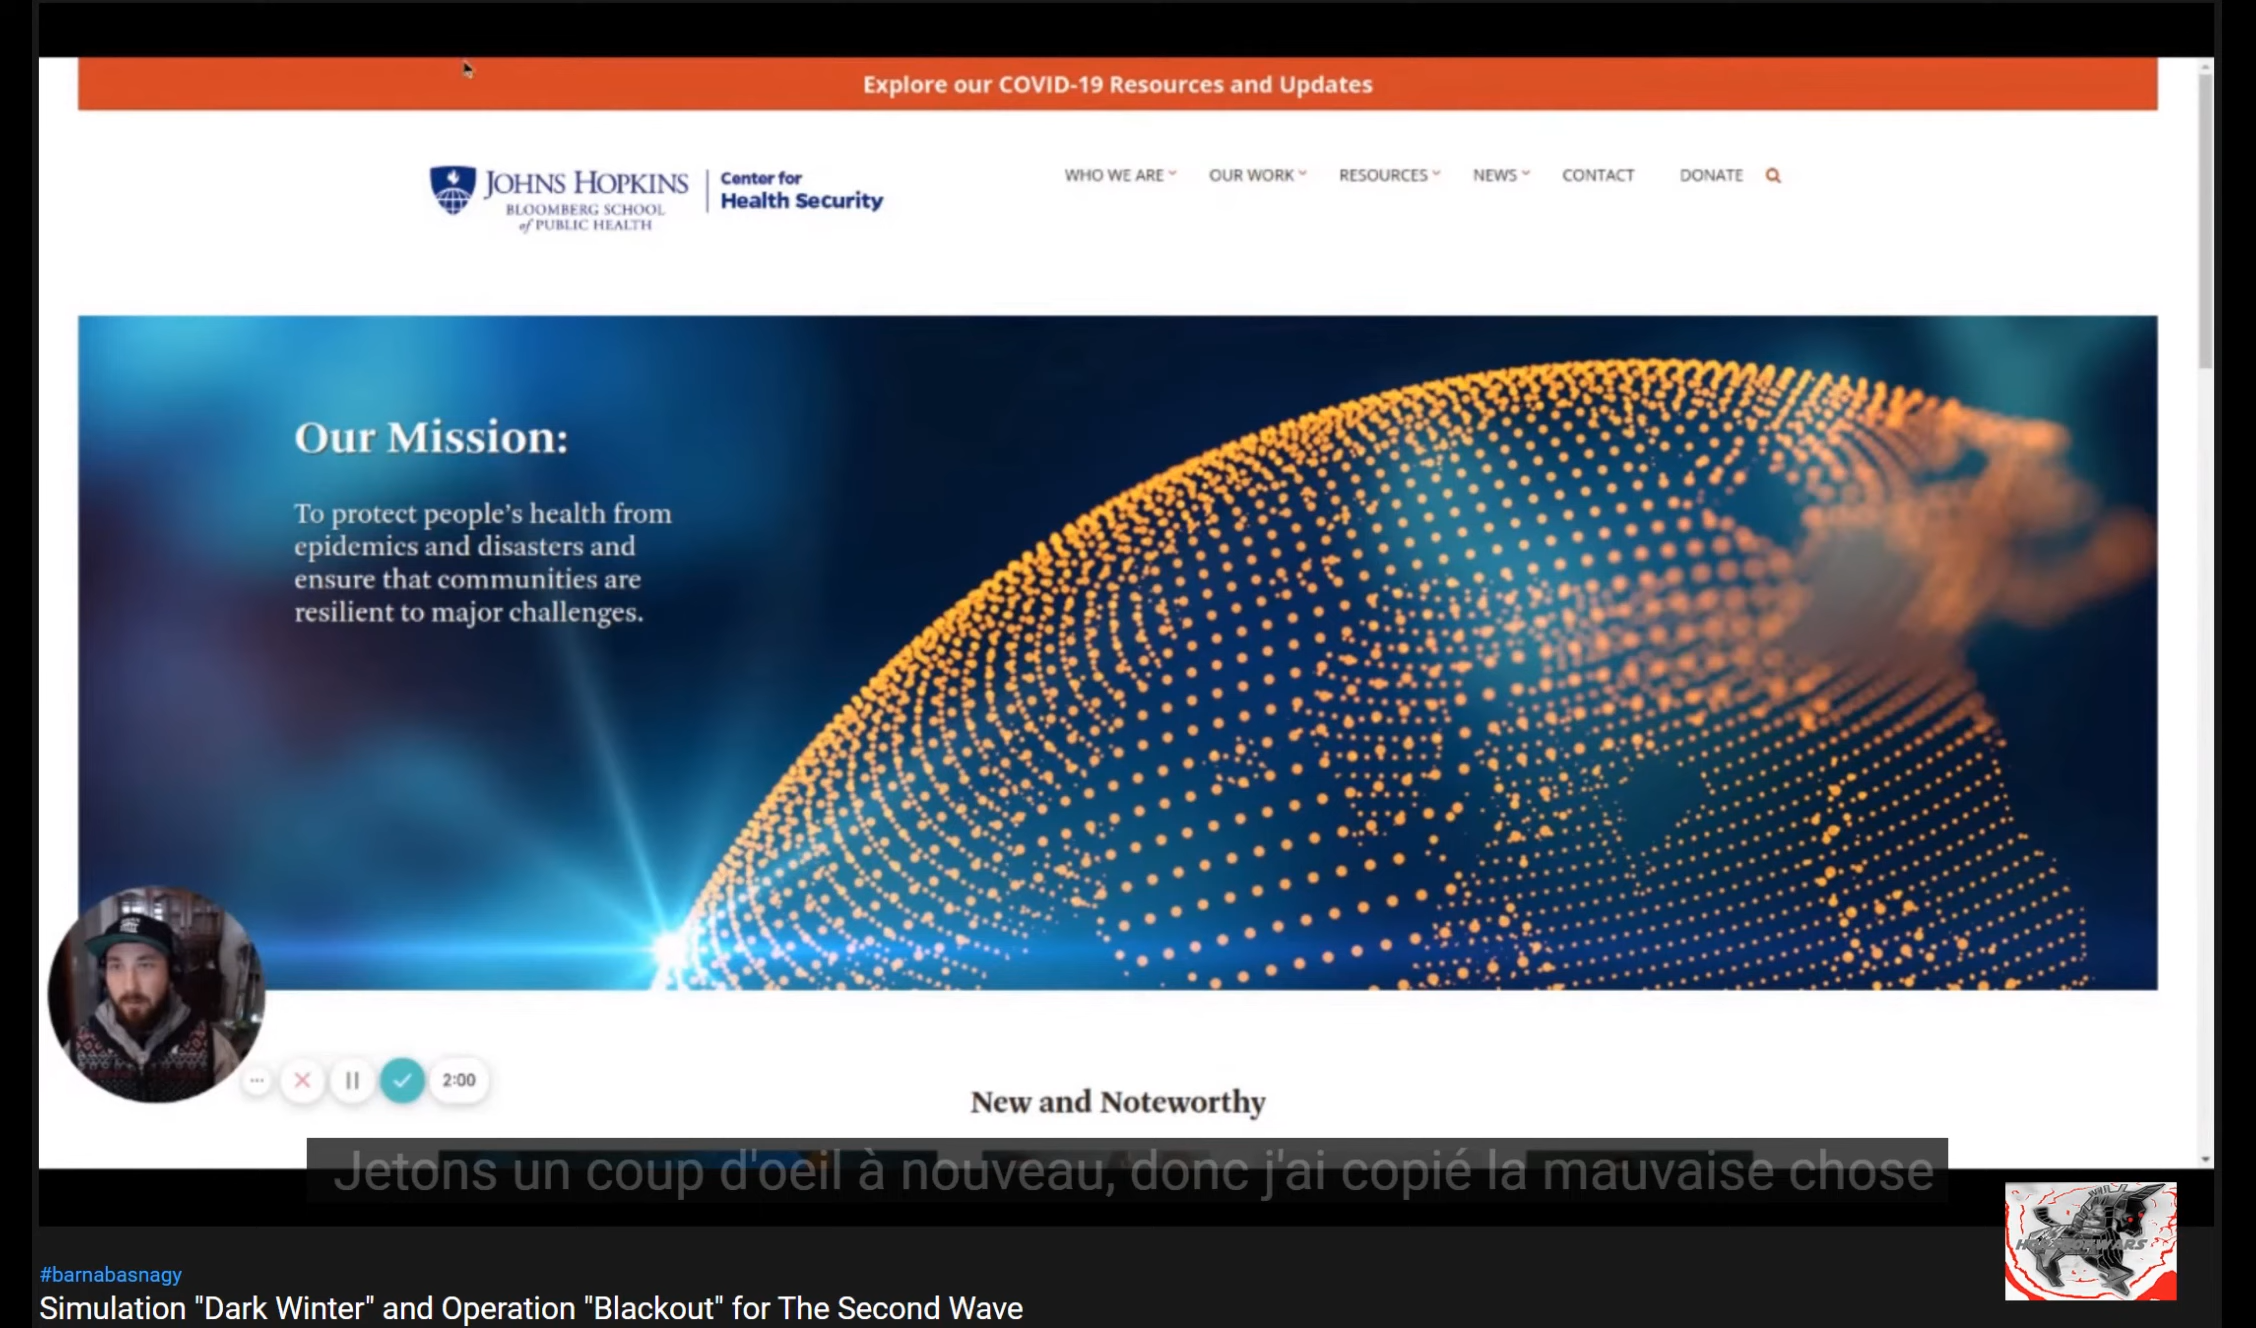 Explore our COVID-19 Resources and Updates
JOHNS HOPKINS
BLOOMBERG SCHOOL
of PUBLIC HEALTH
Center for
Health Security
WHO WE ARE
OUR WORK
RESOURCES
NEWS
CONTACT
DONATE
Our Mission:
To protect people's health from
epidemics and disasters and
ensure that communities are
resilient to major challenges.
2:00
New and Noteworthy
Jetons un coup d'oeil à nouveau, donc j'ai copié la mauvaise chose
#barnabasnagy
Simulation "Dark Winter" and Operation "Blackout" for The Second Wave